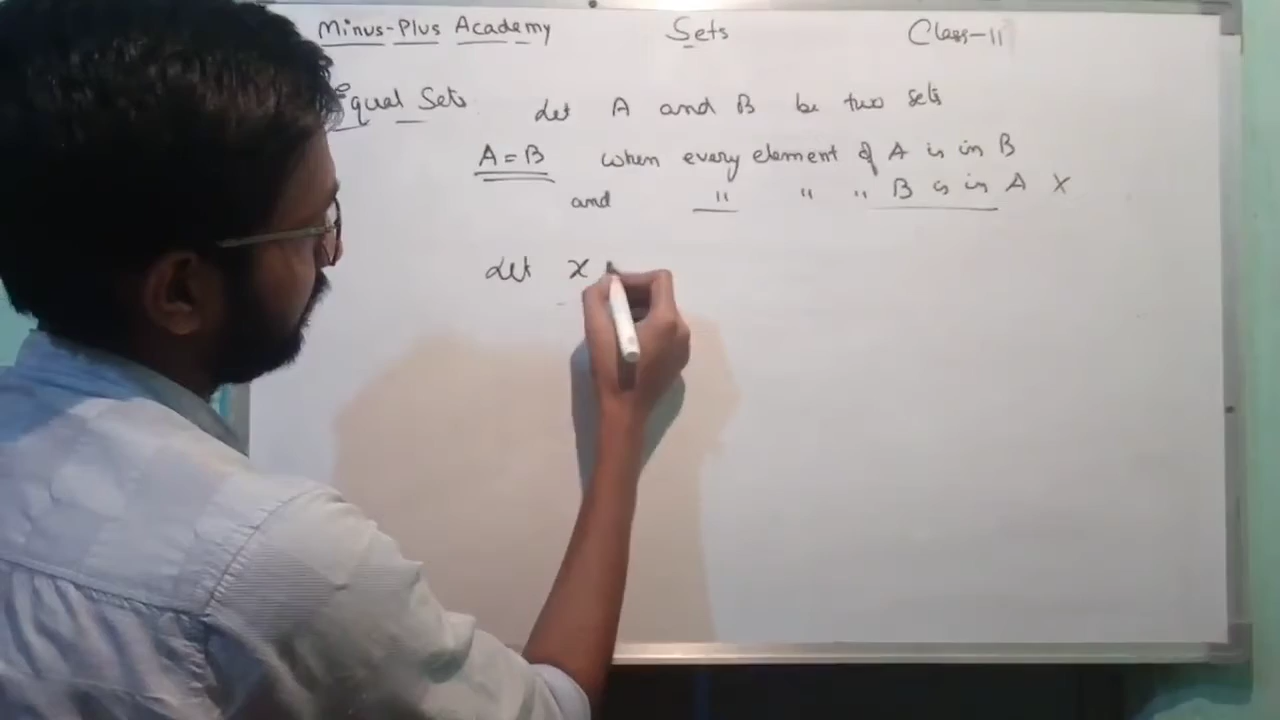 Minus-Plus Academy Sets Class-11
Equal Sets Let A and B be two sets
A = B when every element of A is in B
and " " " B is in A X
Let x